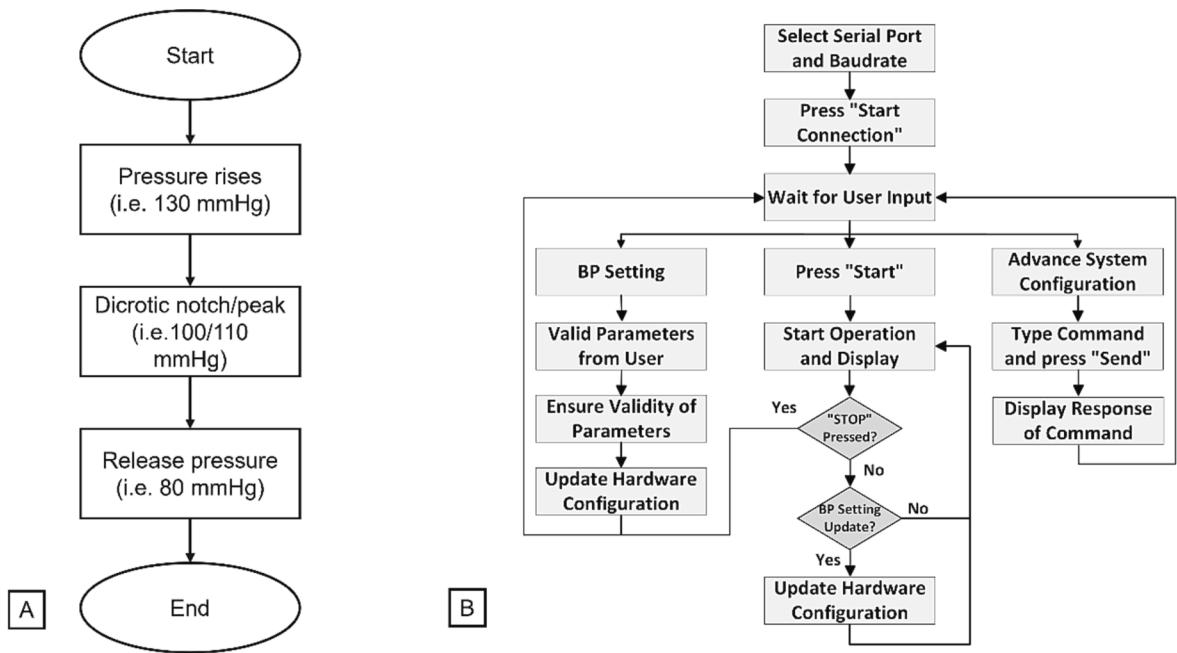 Start
Pressure rises
(i.e. 130 mmHg)
Dicrotic notch/peak
(i.e.100/110
mmHg)
Release pressure
(i.e. 80 mmHg)
End
A
Select Serial Port
and Baudrate
Press "Start
Connection"
Wait for User Input
BP Setting
Valid Parameters
from User
Ensure Validity of
Parameters
Update Hardware
Configuration
Press "Start"
Start Operation
and Display
"STOP"
Pressed?
Yes
No
BP Setting
Update?
No
Yes
Update Hardware
Configuration
Advance System
Configuration
Type Command
and press "Send"
Display Response
of Command
B